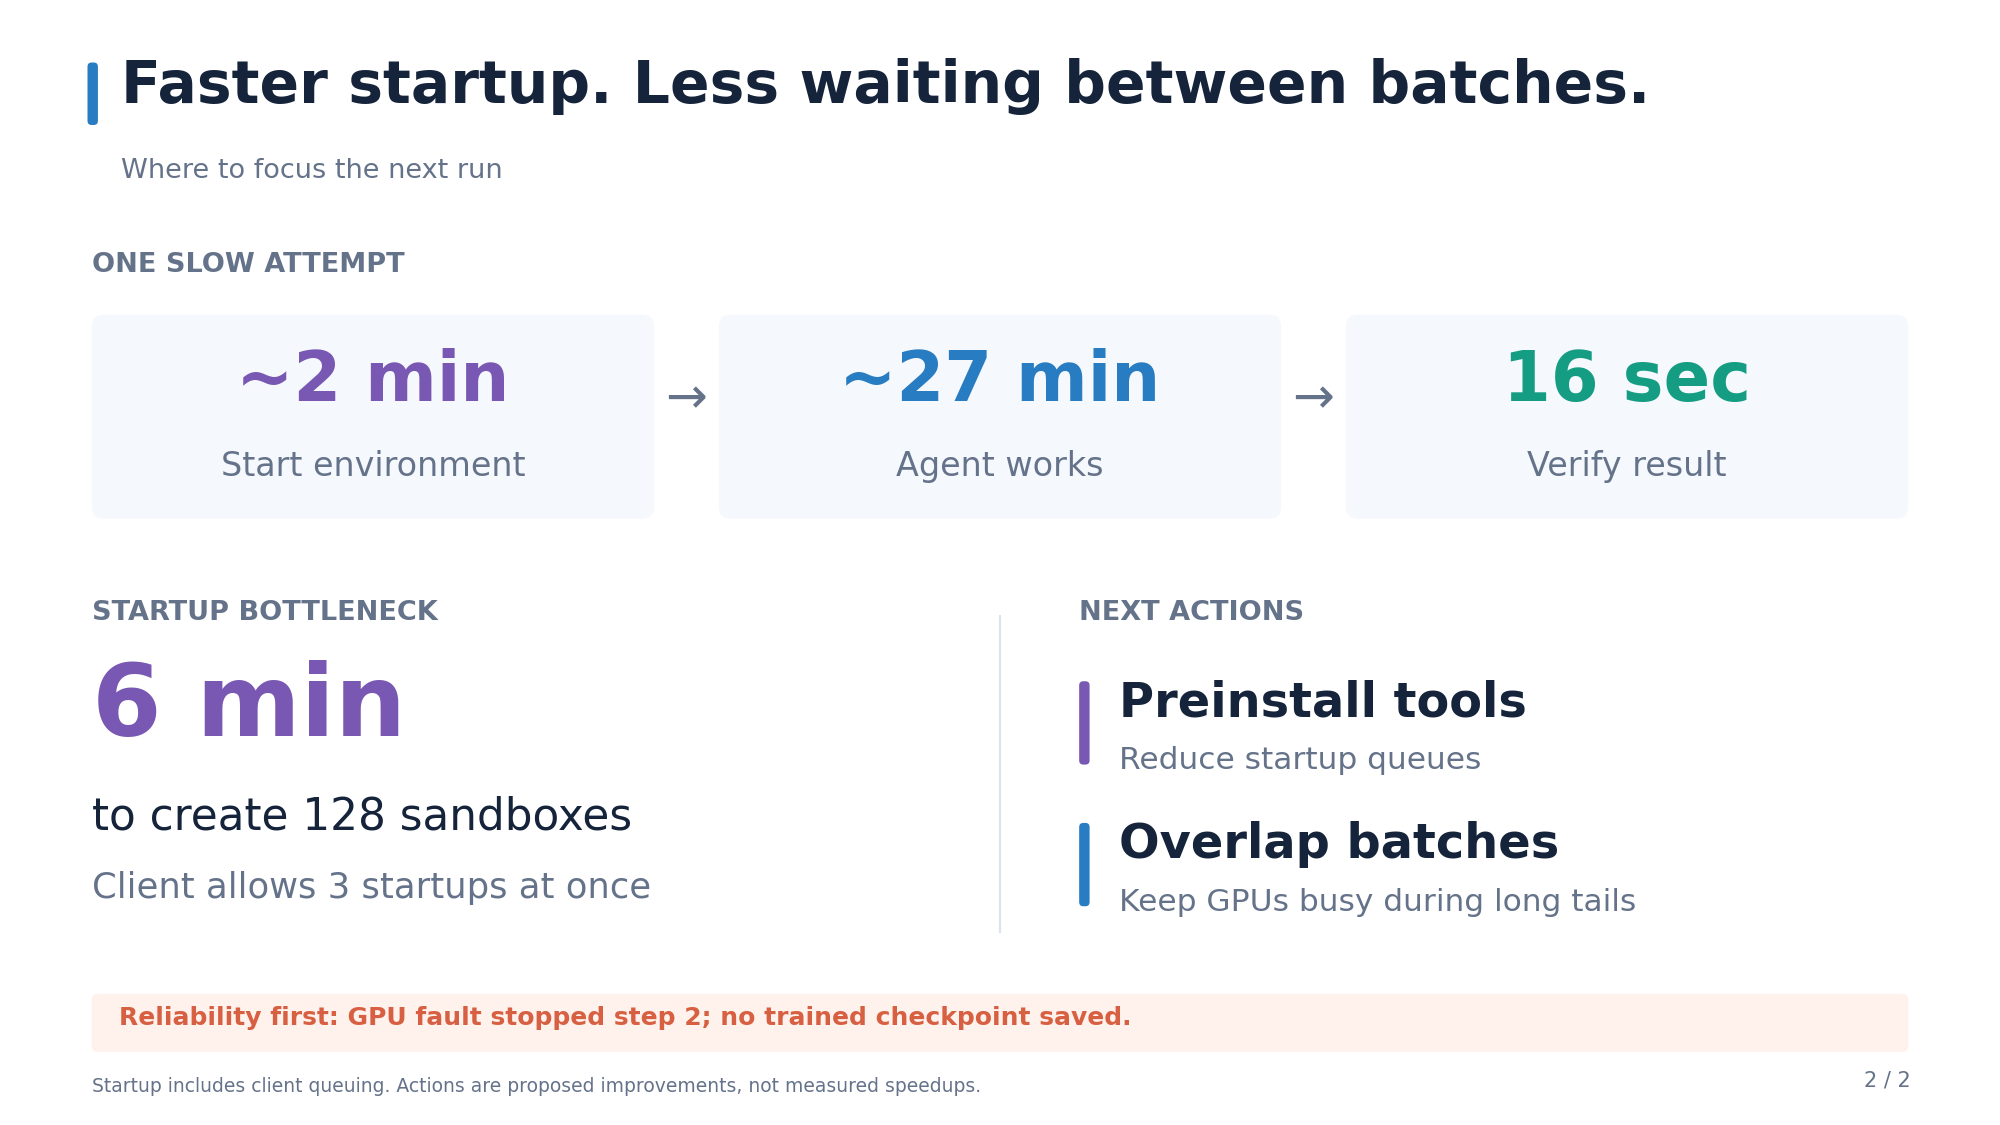 Faster startup. Less waiting between batches.
Where to focus the next run
ONE SLOW ATTEMPT
~2 min
Start environment
→
~27 min
Agent works
→
16 sec
Verify result
STARTUP BOTTLENECK
6 min
to create 128 sandboxes
Client allows 3 startups at once
NEXT ACTIONS
Preinstall tools
Reduce startup queues
Overlap batches
Keep GPUs busy during long tails
Reliability first: GPU fault stopped step 2; no trained checkpoint saved.
Startup includes client queuing. Actions are proposed improvements, not measured speedups.
2 / 2